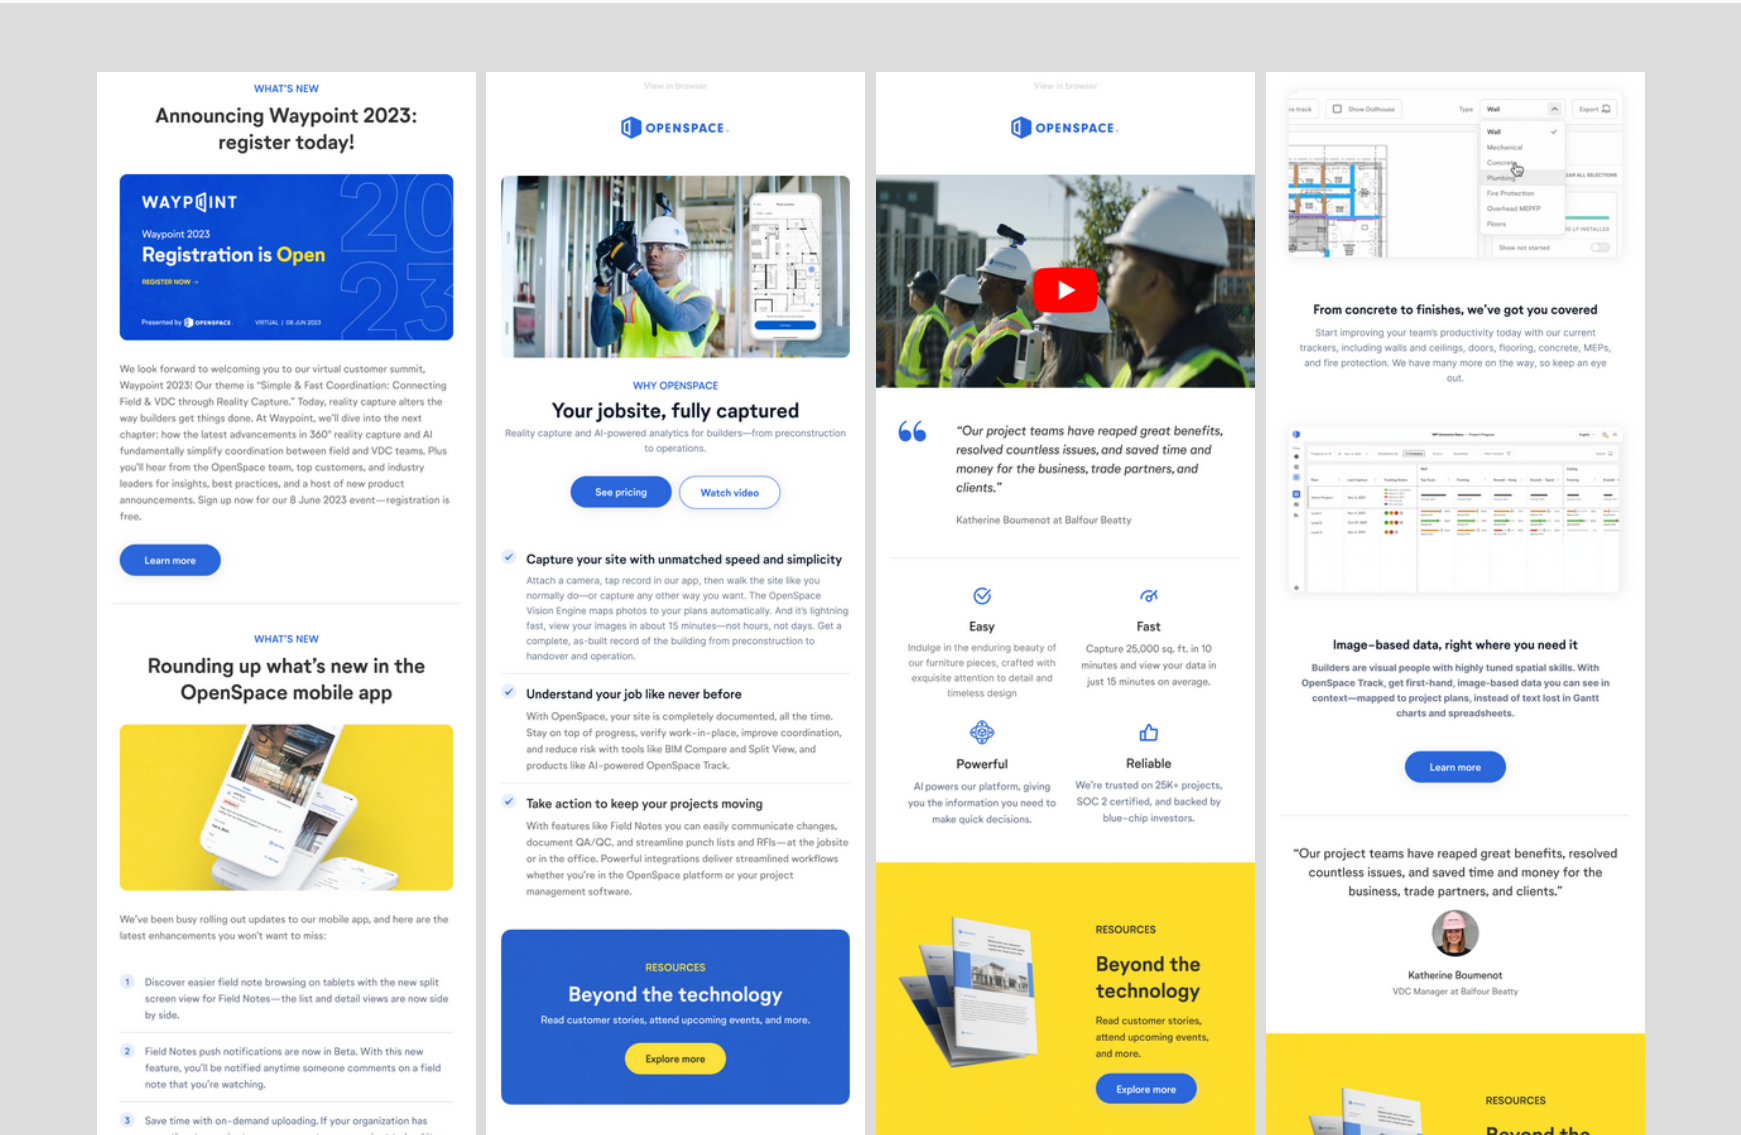 WHAT'S NEW
Announcing Waypoint 2023:
register today!
WAYPOINT
2023
Waypoint 2023
Registration is Open
REGISTER NOW →
Presented by OPENSPACE. VIRTUAL | 08 JUN 2023
We look forward to welcoming you to our virtual customer summit,
Waypoint 2023! Our theme is “Simple & Fast Coordination: Connecting
Field & VDC through Reality Capture.” Today, reality capture alters the
way builders get things done. At Waypoint, we'll dive into the next
chapter: how the latest advancements in 360° reality capture and AI
fundamentally simplify coordination between field and VDC teams. Plus
you'll hear from the OpenSpace team, top customers, and industry
leaders for insights, best practices, and a host of new product
announcements. Sign up now for our 8 June 2023 event—registration is
free.
Learn more
WHAT'S NEW
Rounding up what's new in the
OpenSpace mobile app
We've been busy rolling out updates to our mobile app, and here are the
latest enhancements you won't want to miss:
1 Discover easier field note browsing on tablets with the new split
screen view for Field Notes—the list and detail views are now side
by side.
2 Field Notes push notifications are now in Beta. With this new
feature, you'll be notified anytime someone comments on a field
note that you're watching.
3 Save time with on-demand uploading. If your organization has
View in browser
OPENSPACE.
WHY OPENSPACE
Your jobsite, fully captured
Reality capture and AI-powered analytics for builders—from preconstruction
to operations.
See pricing
Watch video
Capture your site with unmatched speed and simplicity
Attach a camera, tap record in our app, then walk the site like you
normally do—or capture any other way you want. The OpenSpace
Vision Engine maps photos to your plans automatically. And it's lightning
fast, view your images in about 15 minutes—not hours, not days. Get a
complete, as-built record of the building from preconstruction to
handover and operation.
Understand your job like never before
With OpenSpace, your site is completely documented, all the time.
Stay on top of progress, verify work-in-place, improve coordination,
and reduce risk with tools like BIM Compare and Split View, and
products like AI-powered OpenSpace Track.
Take action to keep your projects moving
With features like Field Notes you can easily communicate changes,
document QA/QC, and streamline punch lists and RFIs—at the jobsite
or in the office. Powerful integrations deliver streamlined workflows
whether you're in the OpenSpace platform or your project
management software.
RESOURCES
Beyond the technology
Read customer stories, attend upcoming events, and more.
Explore more
View in browser
OPENSPACE.
“Our project teams have reaped great benefits,
resolved countless issues, and saved time and
money for the business, trade partners, and
clients.”
Katherine Boumenot at Balfour Beatty
Easy
Indulge in the enduring beauty of
our furniture pieces, crafted with
exquisite attention to detail and
timeless design
Fast
Capture 25,000 sq. ft. in 10
minutes and view your data in
just 15 minutes on average.
Powerful
AI powers our platform, giving
you the information you need to
make quick decisions.
Reliable
We're trusted on 25K+ projects,
SOC 2 certified, and backed by
blue-chip investors.
RESOURCES
Beyond the
technology
Read customer stories,
attend upcoming events,
and more.
Explore more
re track Show Dollhouse Type Wall Export
Wall
Mechanical
Concrete
Plumbing
Fire Protection
Overhead MEPFP
Floors
EAR ALL SELECTIONS
LF INSTALLED
Show not started
From concrete to finishes, we've got you covered
Start improving your team's productivity today with our current
trackers, including walls and ceilings, doors, flooring, concrete, MEPs,
and fire protection. We have many more on the way, so keep an eye
out.
Image-based data, right where you need it
Builders are visual people with highly tuned spatial skills. With
OpenSpace Track, get first-hand, image-based data you can see in
context—mapped to project plans, instead of text lost in Gantt
charts and spreadsheets.
Learn more
“Our project teams have reaped great benefits, resolved
countless issues, and saved time and money for the
business, trade partners, and clients.”
Katherine Boumenot
VDC Manager at Balfour Beatty
RESOURCES
Beyond the